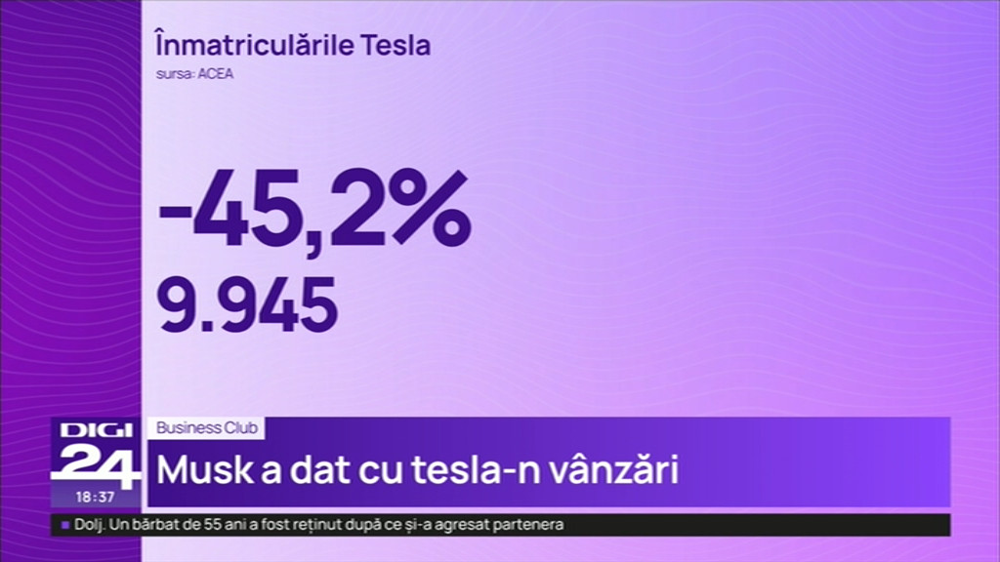 Înmatriculările Tesla
sursa: ACEA
-45,2%
9.945
DIGI
24
18:37
Business Club
Musk a dat cu tesla-n vânzări
Dolj. Un bărbat de 55 ani a fost reținut după ce și-a agresat partenera